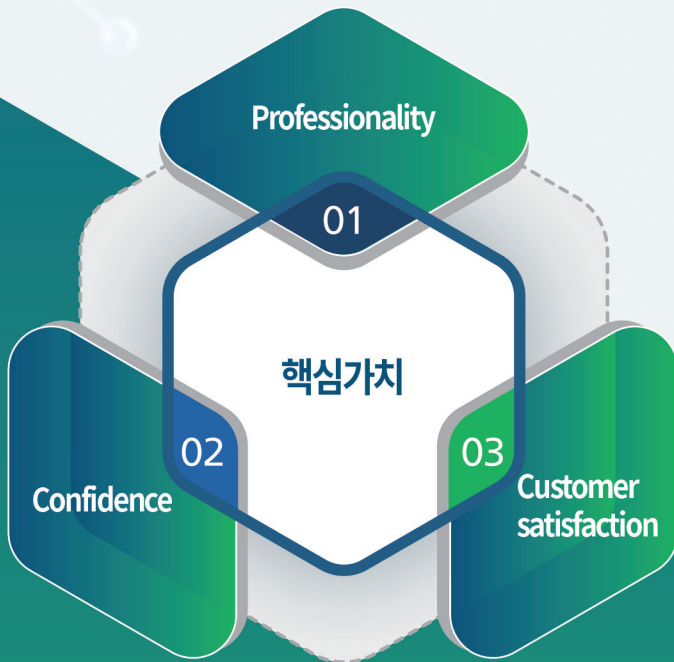 Professionality
01
핵심가치
02
03
Confidence
Customer
satisfaction